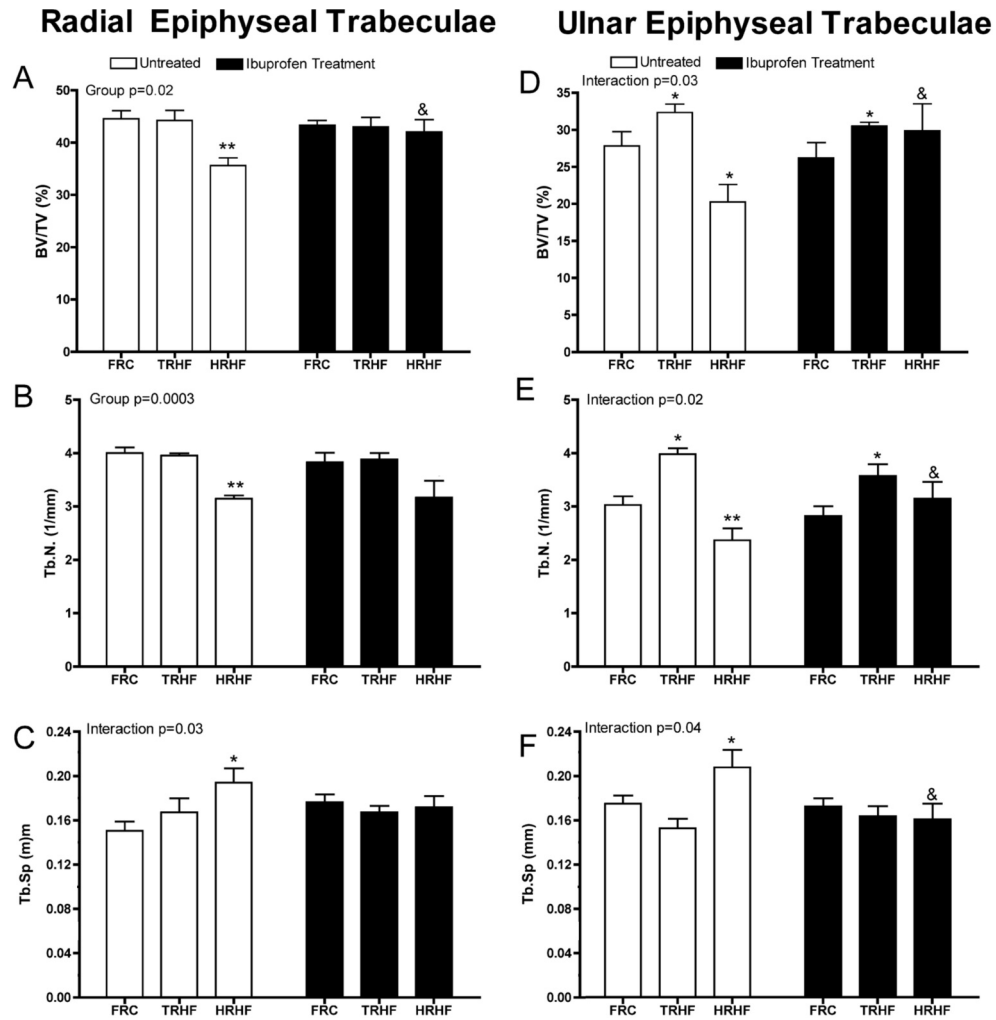 Radial Epiphyseal Trabeculae
Untreated Ibuprofen Treatment
A
Group p=0.02
BV/TV (%)
50
40
30
20
10
0
**
&
FRC TRHF HRHF FRC TRHF HRHF
B
Group p=0.0003
Tb.N. (1/mm)
5
4
3
2
1
0
**
FRC TRHF HRHF FRC TRHF HRHF
C
Interaction p=0.03
Tb.Sp (m)m
0.24
0.20
0.16
0.12
0.08
0.04
0.00
*
FRC TRHF HRHF FRC TRHF HRHF
Ulnar Epiphyseal Trabeculae
Untreated Ibuprofen Treatment
D
Interaction p=0.03
BV/TV (%)
35
30
25
20
15
10
5
0
*
*
*
&
FRC TRHF HRHF FRC TRHF HRHF
E
Interaction p=0.02
Tb.N. (1/mm)
5
4
3
2
1
0
*
**
*
&
FRC TRHF HRHF FRC TRHF HRHF
F
Interaction p=0.04
Tb.Sp (mm)
0.24
0.20
0.16
0.12
0.08
0.04
0.00
*
&
FRC TRHF HRHF FRC TRHF HRHF